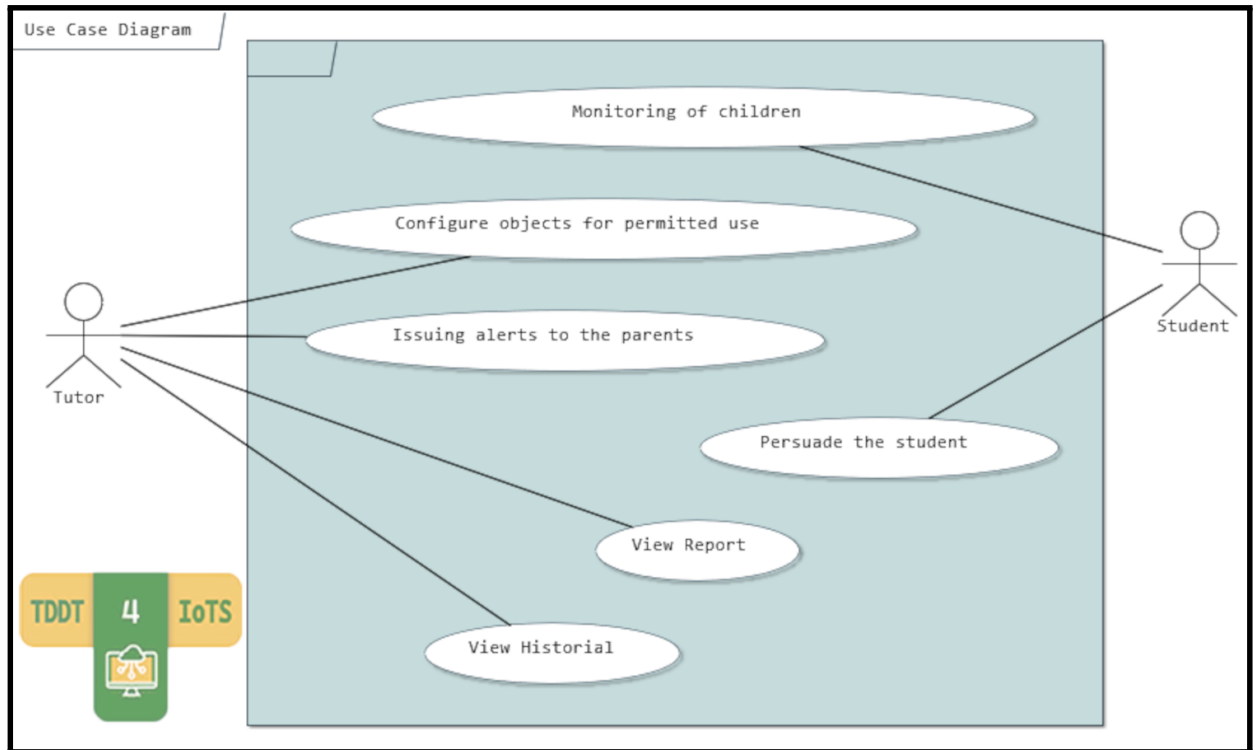 Use Case Diagram
Monitoring of children
Configure objects for permitted use
Issuing alerts to the parents
Student
Tutor
Persuade the student
View Report
TDDT 4 IoTS
View Historial